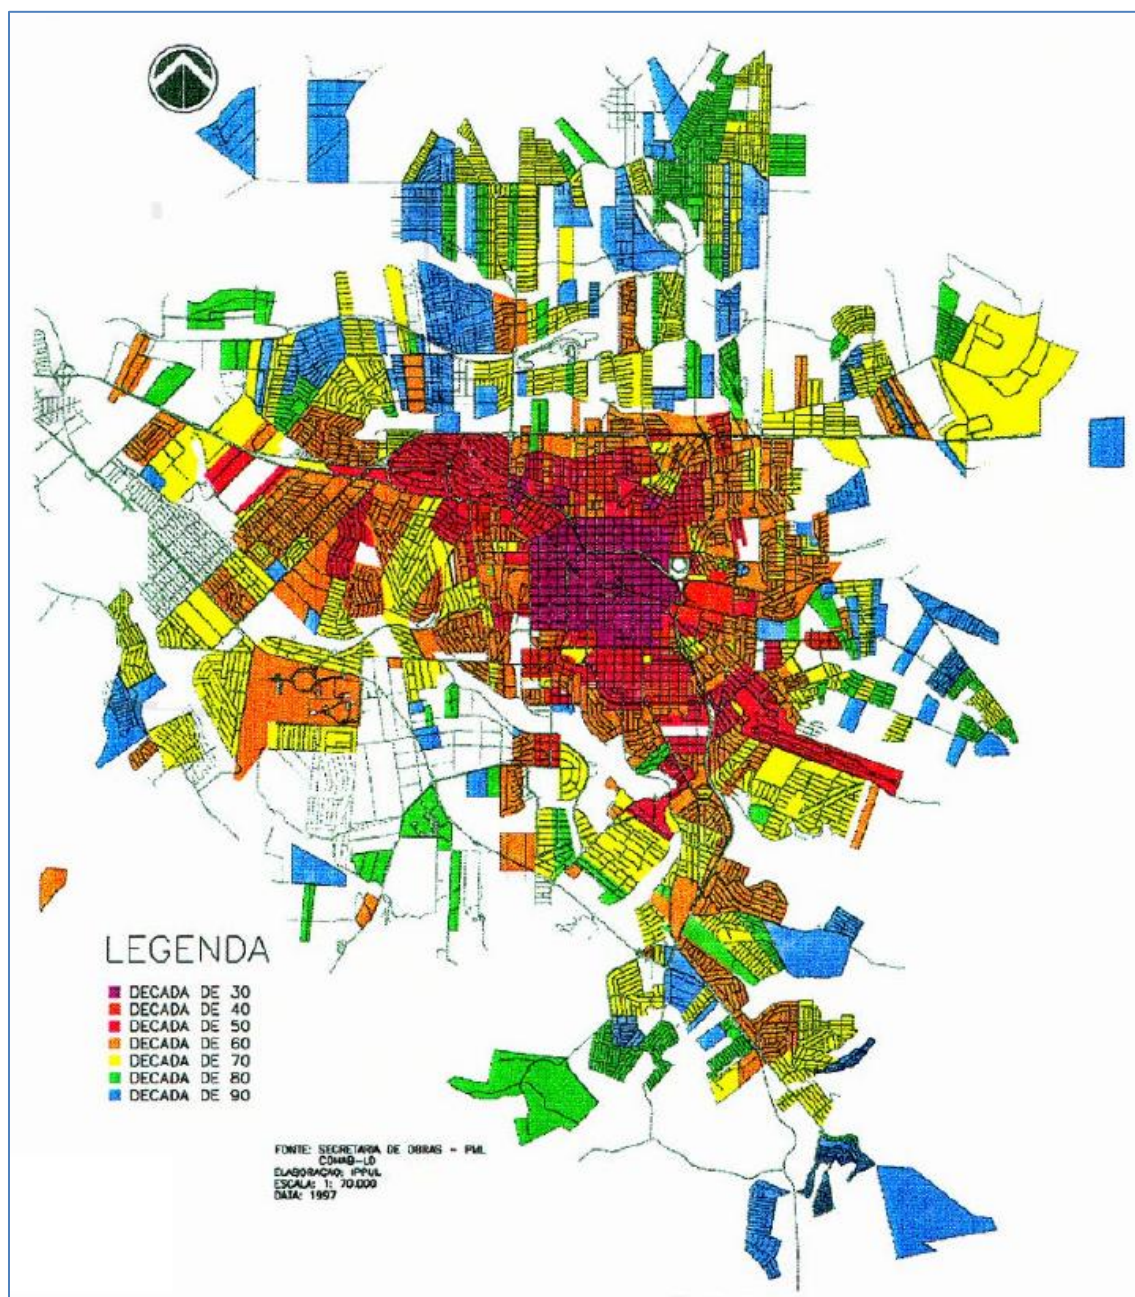 LEGENDA
DECADA DE 30
DECADA DE 40
DECADA DE 50
DECADA DE 60
DECADA DE 70
DECADA DE 80
DECADA DE 90
FONTE: SECRETARIA DE OBRAS - PML
COHAB-LD
ELABORAÇÃO: IPPUL
ESCALA: 1: 70.000
DATA: 1997